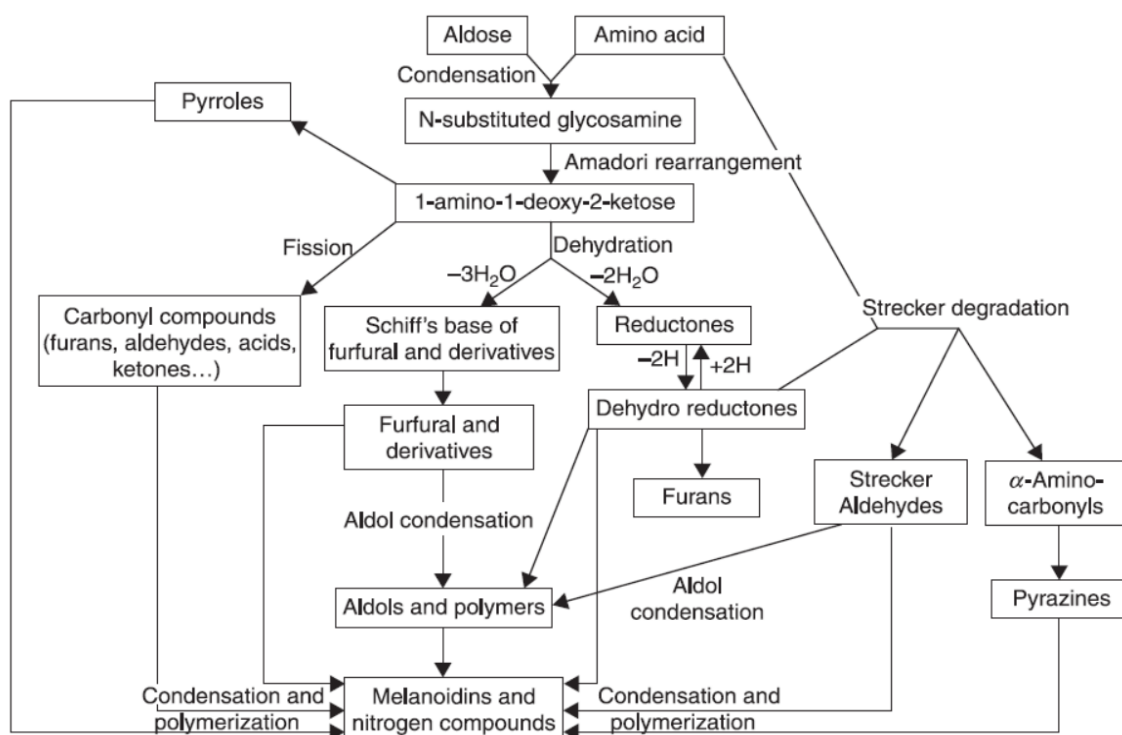 Aldose
Amino acid
Condensation
Pyrroles
N-substituted glycosamine
Amadori rearrangement
1-amino-1-deoxy-2-ketose
Fission
Dehydration
–3H₂O
–2H₂O
Carbonyl compounds
(furans, aldehydes, acids,
ketones…)
Schiff's base of
furfural and derivatives
Reductones
Strecker degradation
–2H
+2H
Dehydro reductones
Furfural and
derivatives
Furans
Strecker
Aldehydes
α-Amino-
carbonyls
Aldol condensation
Aldols and polymers
Aldol
condensation
Pyrazines
Condensation and
polymerization
Melanoidins and
nitrogen compounds
Condensation and
polymerization